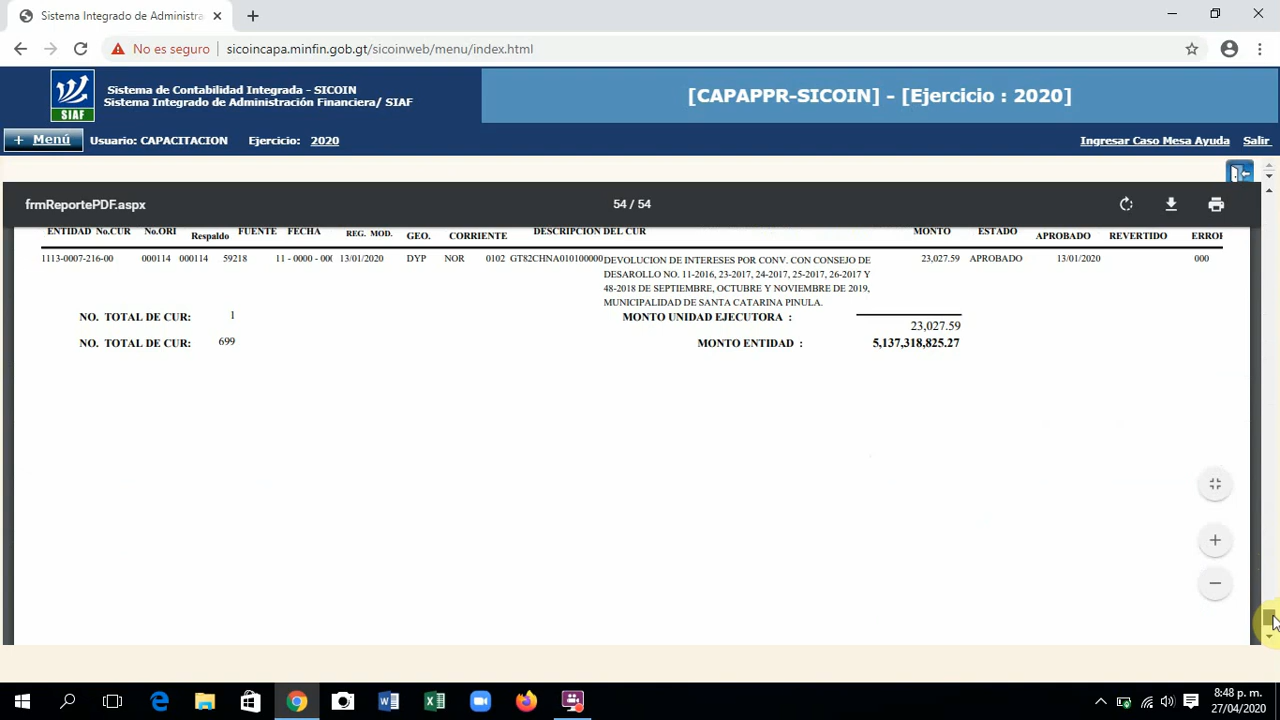 Sistema Integrado de Administra
No es seguro
sicoincapa.minfin.gob.gt/sicoinweb/menu/index.html
SIAF
Sistema de Contabilidad Integrada - SICOIN
Sistema Integrado de Administración Financiera/ SIAF
[CAPAPPR-SICOIN] - [Ejercicio : 2020]
+ Menú Usuario: CAPACITACION Ejercicio: 2020 Ingresar Caso Mesa Ayuda Salir
frmReportePDF.aspx 54 / 54
ENTIDAD No.CUR No.ORI Respaldo FUENTE FECHA REG. MOD. GEO. CORRIENTE DESCRIPCION DEL CUR MONTO ESTADO APROBADO REVERTIDO ERROR
1113-0007-216-00 000114 000114 59218 11 - 0000 - 00( 13/01/2020 DYP NOR 0102 GT82CHNA010100000 DEVOLUCION DE INTERESES POR CONV. CON CONSEJO DE 23,027.59 APROBADO 13/01/2020 000
DESAROLLO NO. 11-2016, 23-2017, 24-2017, 25-2017, 26-2017 Y
48-2018 DE SEPTIEMBRE, OCTUBRE Y NOVIEMBRE DE 2019,
MUNICIPALIDAD DE SANTA CATARINA PINULA.
NO. TOTAL DE CUR: 1 MONTO UNIDAD EJECUTORA : 23,027.59
NO. TOTAL DE CUR: 699 MONTO ENTIDAD : 5,137,318,825.27
8:48 p. m.
27/04/2020